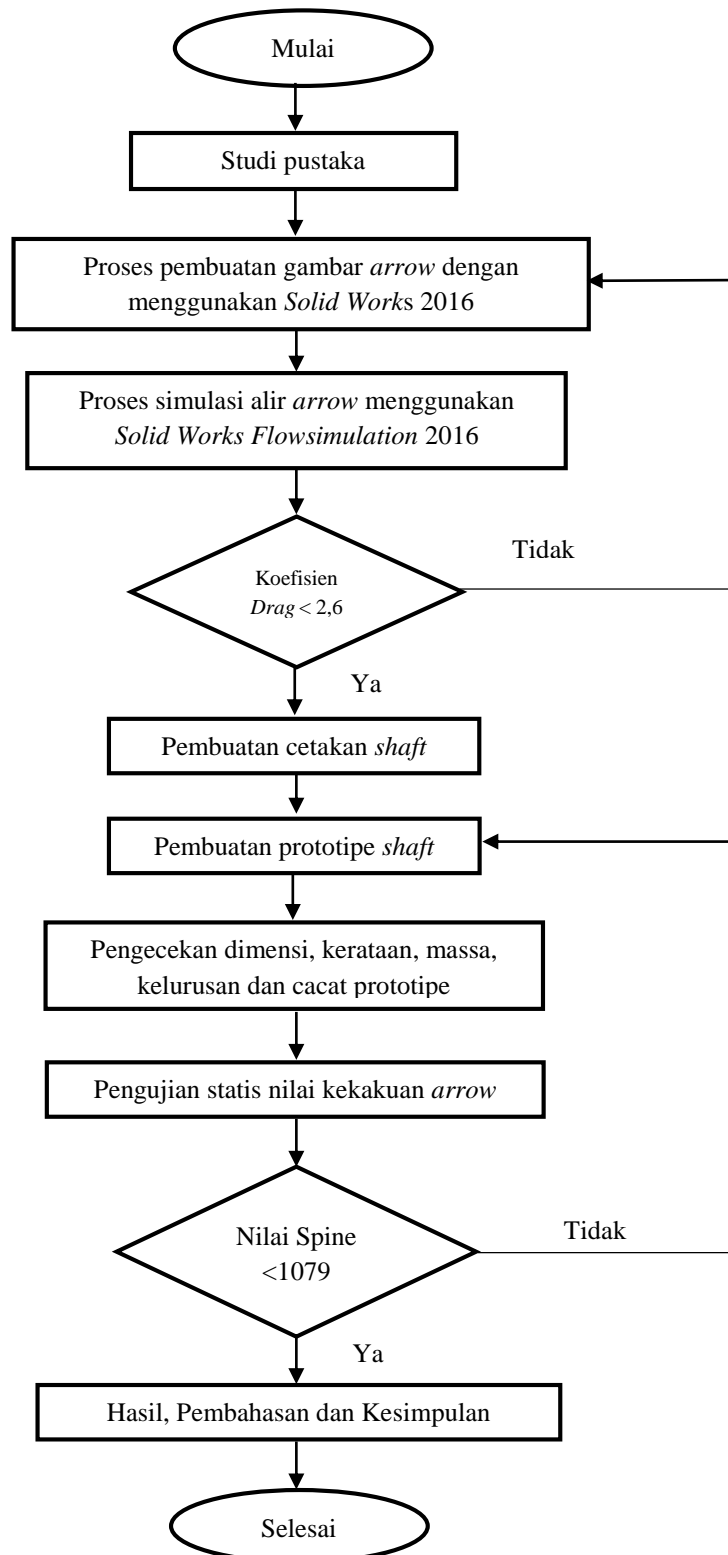 Mulai
Studi pustaka
Proses pembuatan gambar arrow dengan
menggunakan Solid Works 2016
Proses simulasi alir arrow menggunakan
Solid Works Flowsimulation 2016
Koefisien
Drag < 2,6
Tidak
Ya
Pembuatan cetakan shaft
Pembuatan prototipe shaft
Pengecekan dimensi, kerataan, massa,
kelurusan dan cacat prototipe
Pengujian statis nilai kekakuan arrow
Nilai Spine
<1079
Tidak
Ya
Hasil, Pembahasan dan Kesimpulan
Selesai